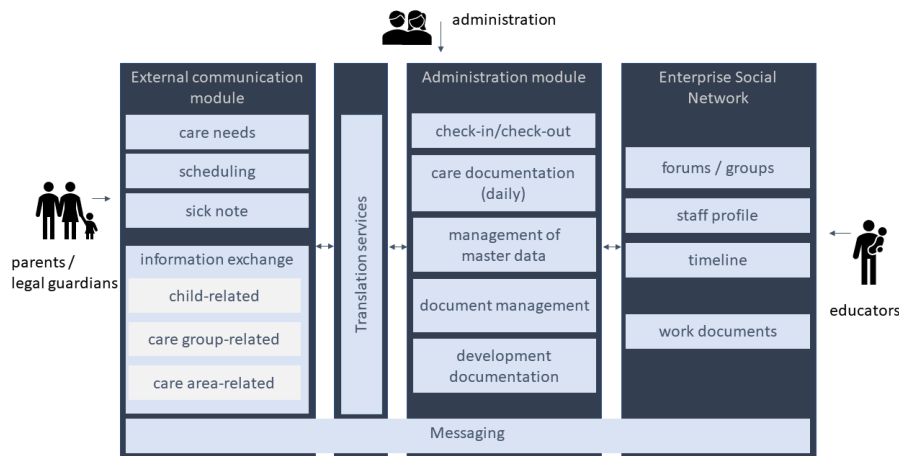 administration
External communication
module
care needs
scheduling
sick note
information exchange
child-related
care group-related
care area-related
parents /
legal guardians
Translation services
Administration module
check-in/check-out
care documentation
(daily)
management of
master data
document management
development
documentation
Enterprise Social
Network
forums / groups
staff profile
timeline
work documents
educators
Messaging